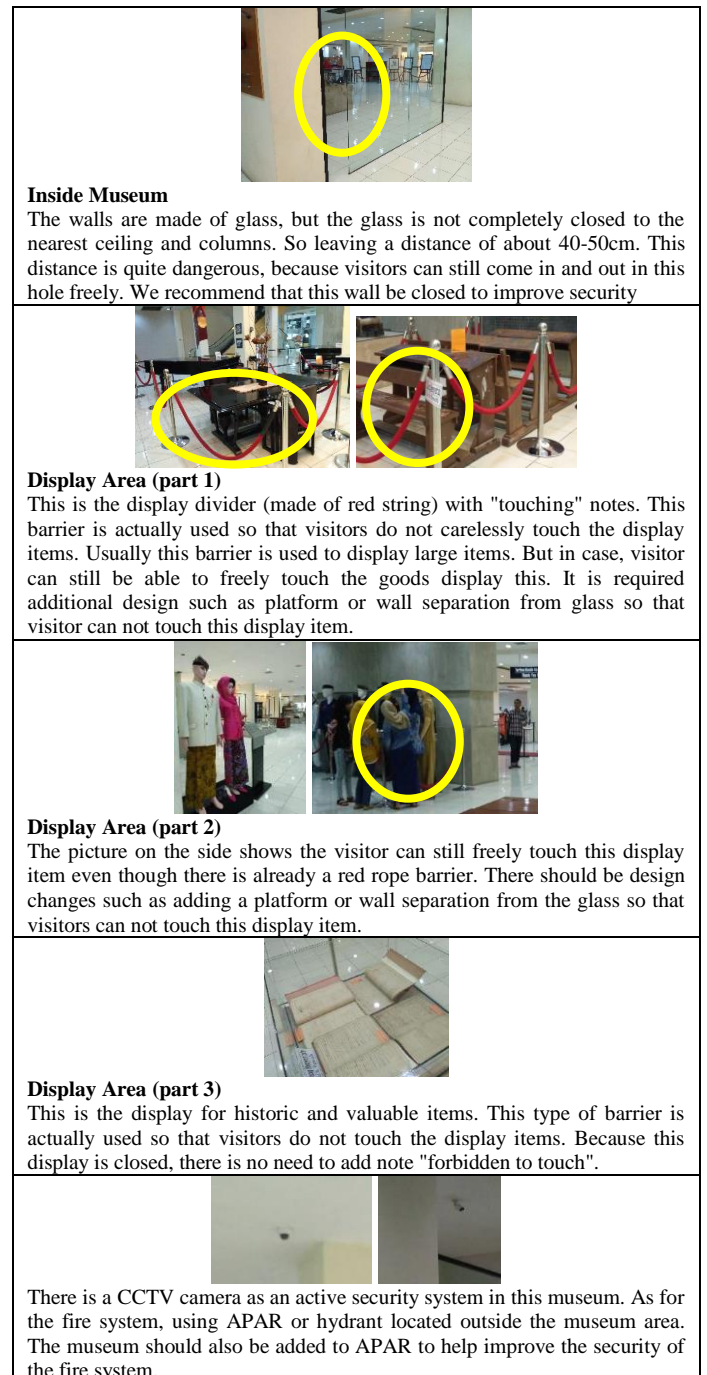 Inside Museum
The walls are made of glass, but the glass is not completely closed to the
nearest ceiling and columns. So leaving a distance of about 40-50cm. This
distance is quite dangerous, because visitors can still come in and out in this
hole freely. We recommend that this wall be closed to improve security
Display Area (part 1)
This is the display divider (made of red string) with "touching" notes. This
barrier is actually used so that visitors do not carelessly touch the display
items. Usually this barrier is used to display large items. But in case, visitor
can still be able to freely touch the goods display this. It is required
additional design such as platform or wall separation from glass so that
visitor can not touch this display item.
Display Area (part 2)
The picture on the side shows the visitor can still freely touch this display
item even though there is already a red rope barrier. There should be design
changes such as adding a platform or wall separation from the glass so that
visitors can not touch this display item.
Display Area (part 3)
This is the display for historic and valuable items. This type of barrier is
actually used so that visitors do not touch the display items. Because this
display is closed, there is no need to add note "forbidden to touch".
There is a CCTV camera as an active security system in this museum. As for
the fire system, using APAR or hydrant located outside the museum area.
The museum should also be added to APAR to help improve the security of
the fire system.